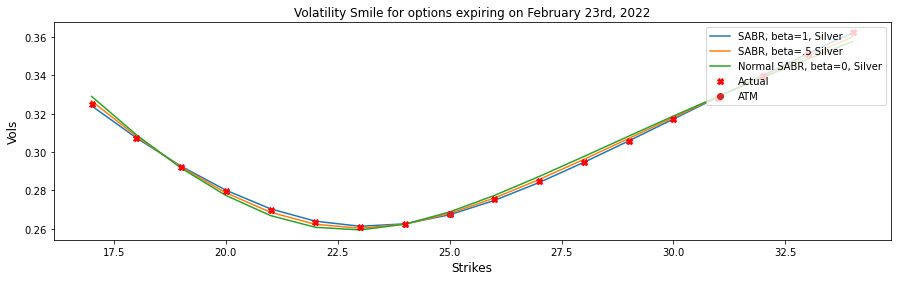 Volatility Smile for options expiring on February 23rd, 2022
Vols
0.36
0.34
0.32
0.30
0.28
0.26
SABR, beta=1, Silver
SABR, beta=.5 Silver
Normal SABR, beta=0, Silver
Actual
ATM
17.5 20.0 22.5 25.0 27.5 30.0 32.5
Strikes